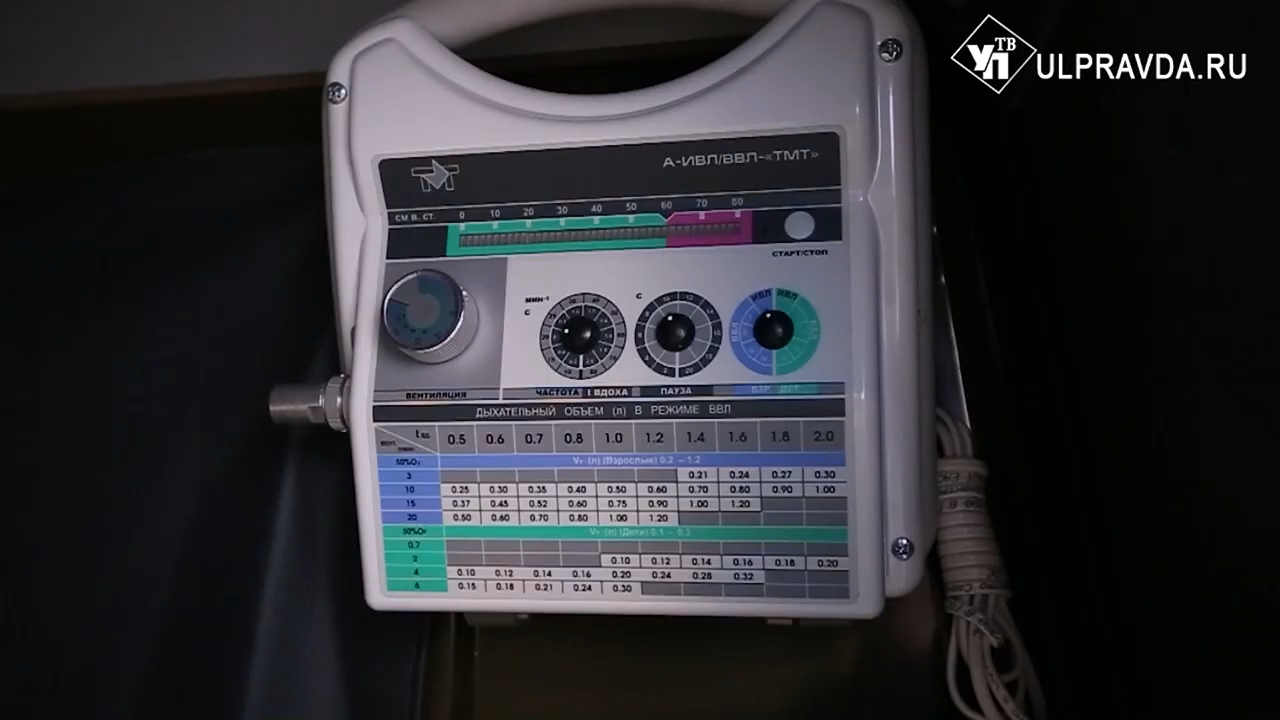 УП ТВ
ULPRAVDA.RU
А-ИВЛ/ВВЛ-«ТМТ»
ТМТ
СМ В. СТ. 0 10 20 30 40 50 60 70 80
СТАРТ/СТОП
МИН-1
С
С
ВВЛ ИВЛ ИВЛ
ВЕНТИЛЯЦИЯ
ЧАСТОТА
t ВДОХА
ПАУЗА
ВЗР ДЕТ
ДЫХАТЕЛЬНЫЙ ОБЪЕМ (л) В РЕЖИМЕ ВВЛ
0.5 0.6 0.7 0.8 1.0 1.2 1.4 1.6 1.8 2.0
50%O₂ Vт (л) (Взрослые) 0.2 – 1.2
3 0.21 0.24 0.27 0.30
10 0.25 0.30 0.35 0.40 0.50 0.60 0.70 0.80 0.90 1.00
15 0.37 0.45 0.52 0.60 0.75 0.90 1.00 1.20
20 0.50 0.60 0.70 0.80 1.00 1.20
50%O₂ Vт (л) (Дети) 0.1 – 0.3
0.7
2 0.10 0.12 0.14 0.16 0.18 0.20
4 0.10 0.12 0.14 0.16 0.20 0.24 0.28 0.32
6 0.15 0.18 0.21 0.24 0.30